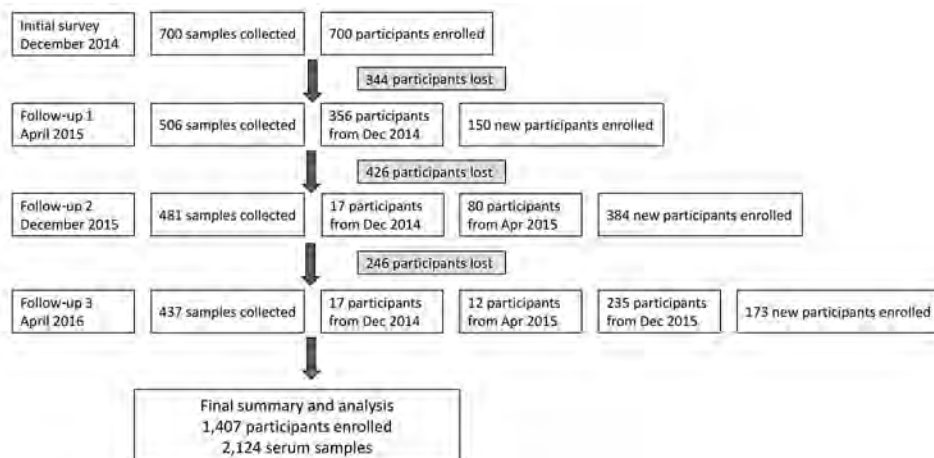 Initial survey
December 2014
700 samples collected
700 participants enrolled
344 participants lost
Follow-up 1
April 2015
506 samples collected
356 participants
from Dec 2014
150 new participants enrolled
426 participants lost
Follow-up 2
December 2015
481 samples collected
17 participants
from Dec 2014
80 participants
from Apr 2015
384 new participants enrolled
246 participants lost
Follow-up 3
April 2016
437 samples collected
17 participants
from Dec 2014
12 participants
from Apr 2015
235 participants
from Dec 2015
173 new participants enrolled
Final summary and analysis
1,407 participants enrolled
2,124 serum samples